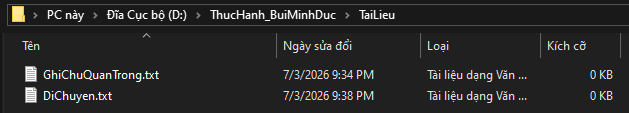 PC này > Đĩa Cục bộ (D:) > ThucHanh_BuiMinhDuc > TaiLieu
Tên Ngày sửa đổi Loại Kích cỡ
GhiChuQuanTrong.txt 7/3/2026 9:34 PM Tài liệu dạng Văn ... 0 KB
DiChuyen.txt 7/3/2026 9:38 PM Tài liệu dạng Văn ... 0 KB